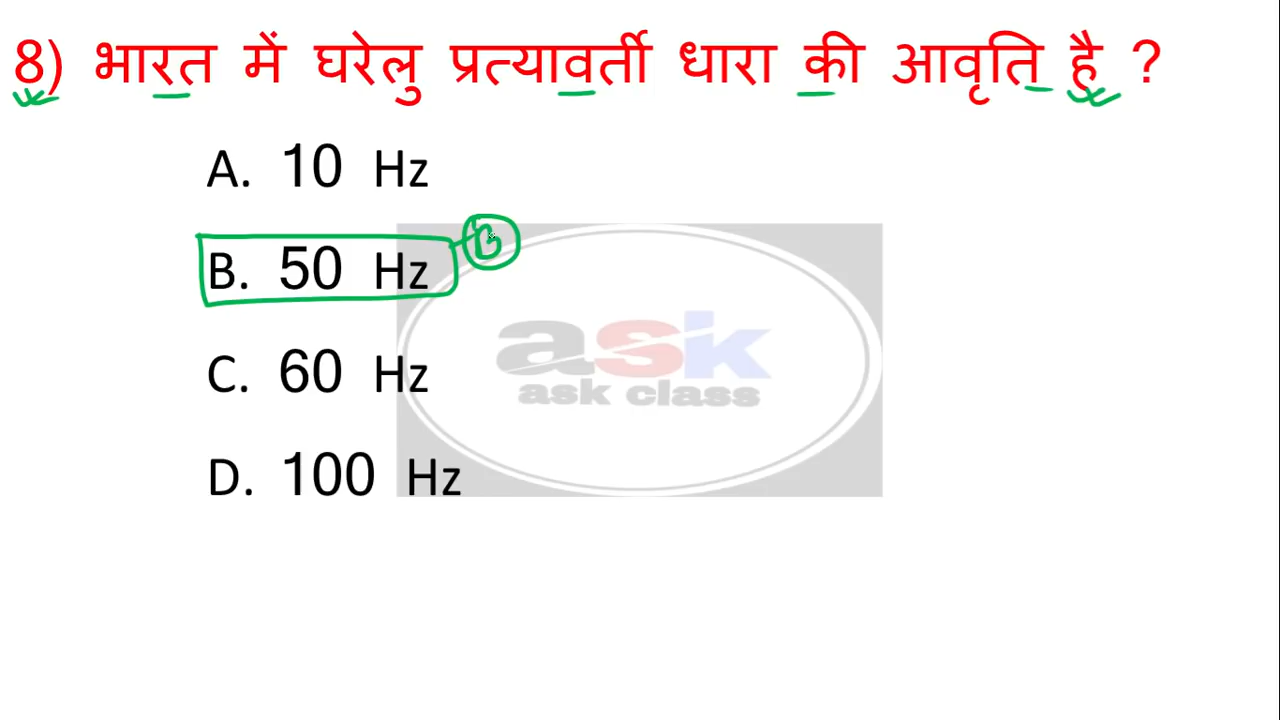 8) भारत में घरेलु प्रत्यावर्ती धारा की आवृति है ?
A. 10 Hz
B. 50 Hz
B
C. 60 Hz
D. 100 Hz
ask
ask class